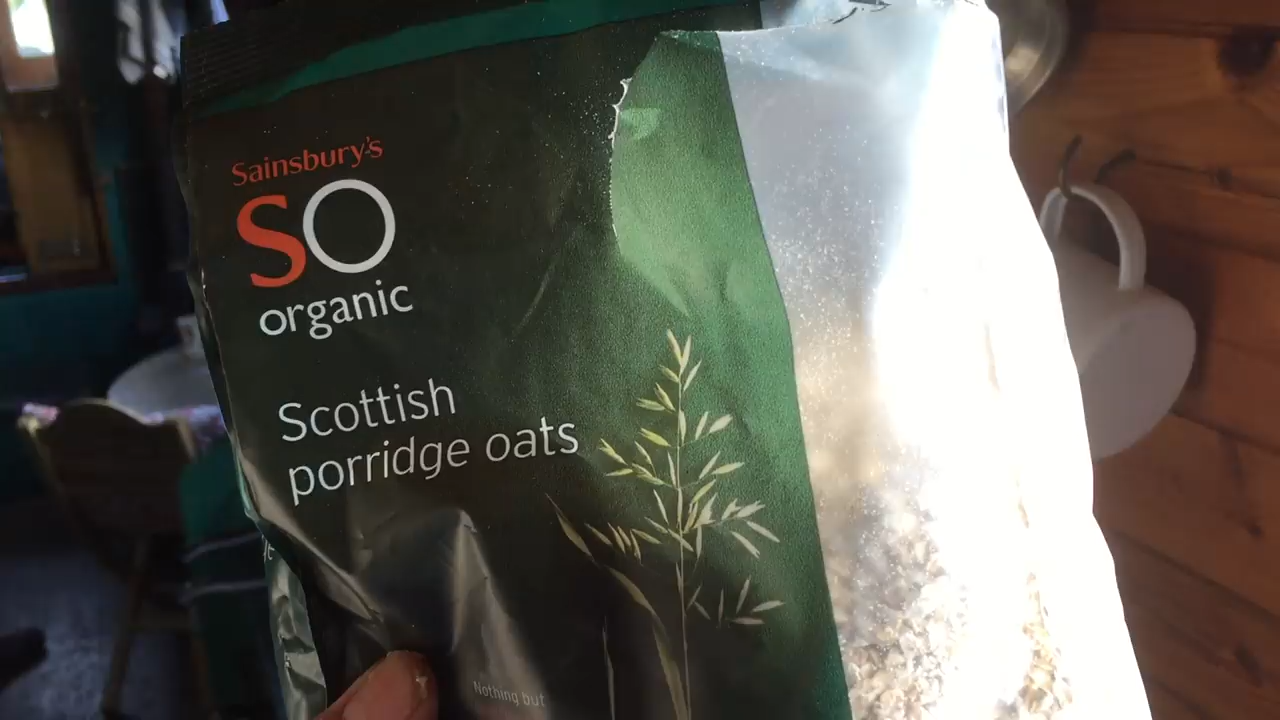 Sainsbury's
SO
organic
Scottish
porridge oats
Nothing but